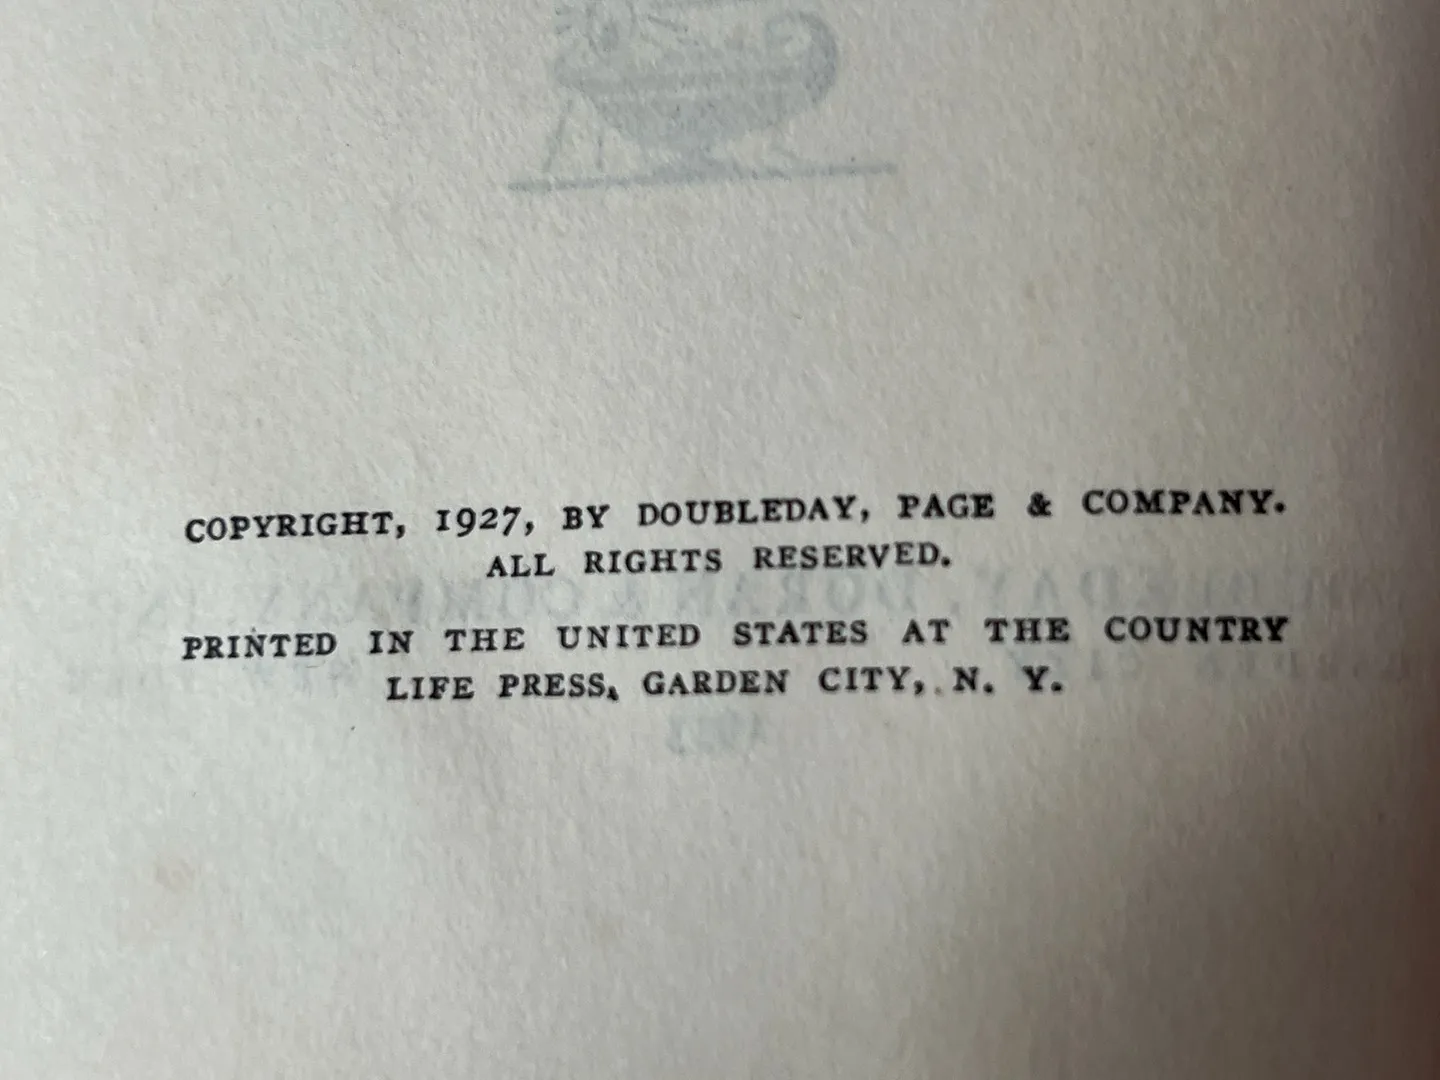 COPYRIGHT, 1927, BY DOUBLEDAY, PAGE & COMPANY.
ALL RIGHTS RESERVED.
PRINTED IN THE UNITED STATES AT THE COUNTRY
LIFE PRESS, GARDEN CITY, N. Y.